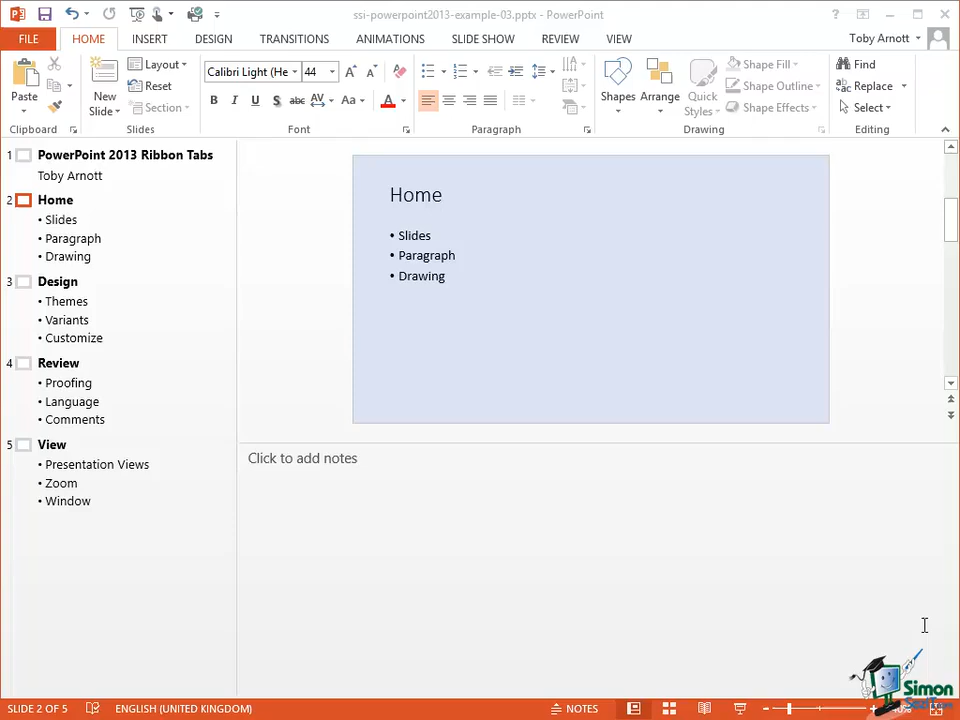 ssi-powerpoint2013-example-03.pptx - PowerPoint
?
FILE HOME INSERT DESIGN TRANSITIONS ANIMATIONS SLIDE SHOW REVIEW VIEW Toby Arnott
Paste
Clipboard
New Slide
Layout
Reset
Section
Slides
Calibri Light (He 44
B I U S abc AV Aa A
Font
Paragraph
Shapes
Arrange
Quick Styles
Shape Fill
Shape Outline
Shape Effects
Drawing
Find
Replace
Select
Editing
1 PowerPoint 2013 Ribbon Tabs
Toby Arnott
2 Home
• Slides
• Paragraph
• Drawing
3 Design
• Themes
• Variants
• Customize
4 Review
• Proofing
• Language
• Comments
5 View
• Presentation Views
• Zoom
• Window
Home
• Slides
• Paragraph
• Drawing
Click to add notes
Simon
SLIDE 2 OF 5 ENGLISH (UNITED KINGDOM) NOTES